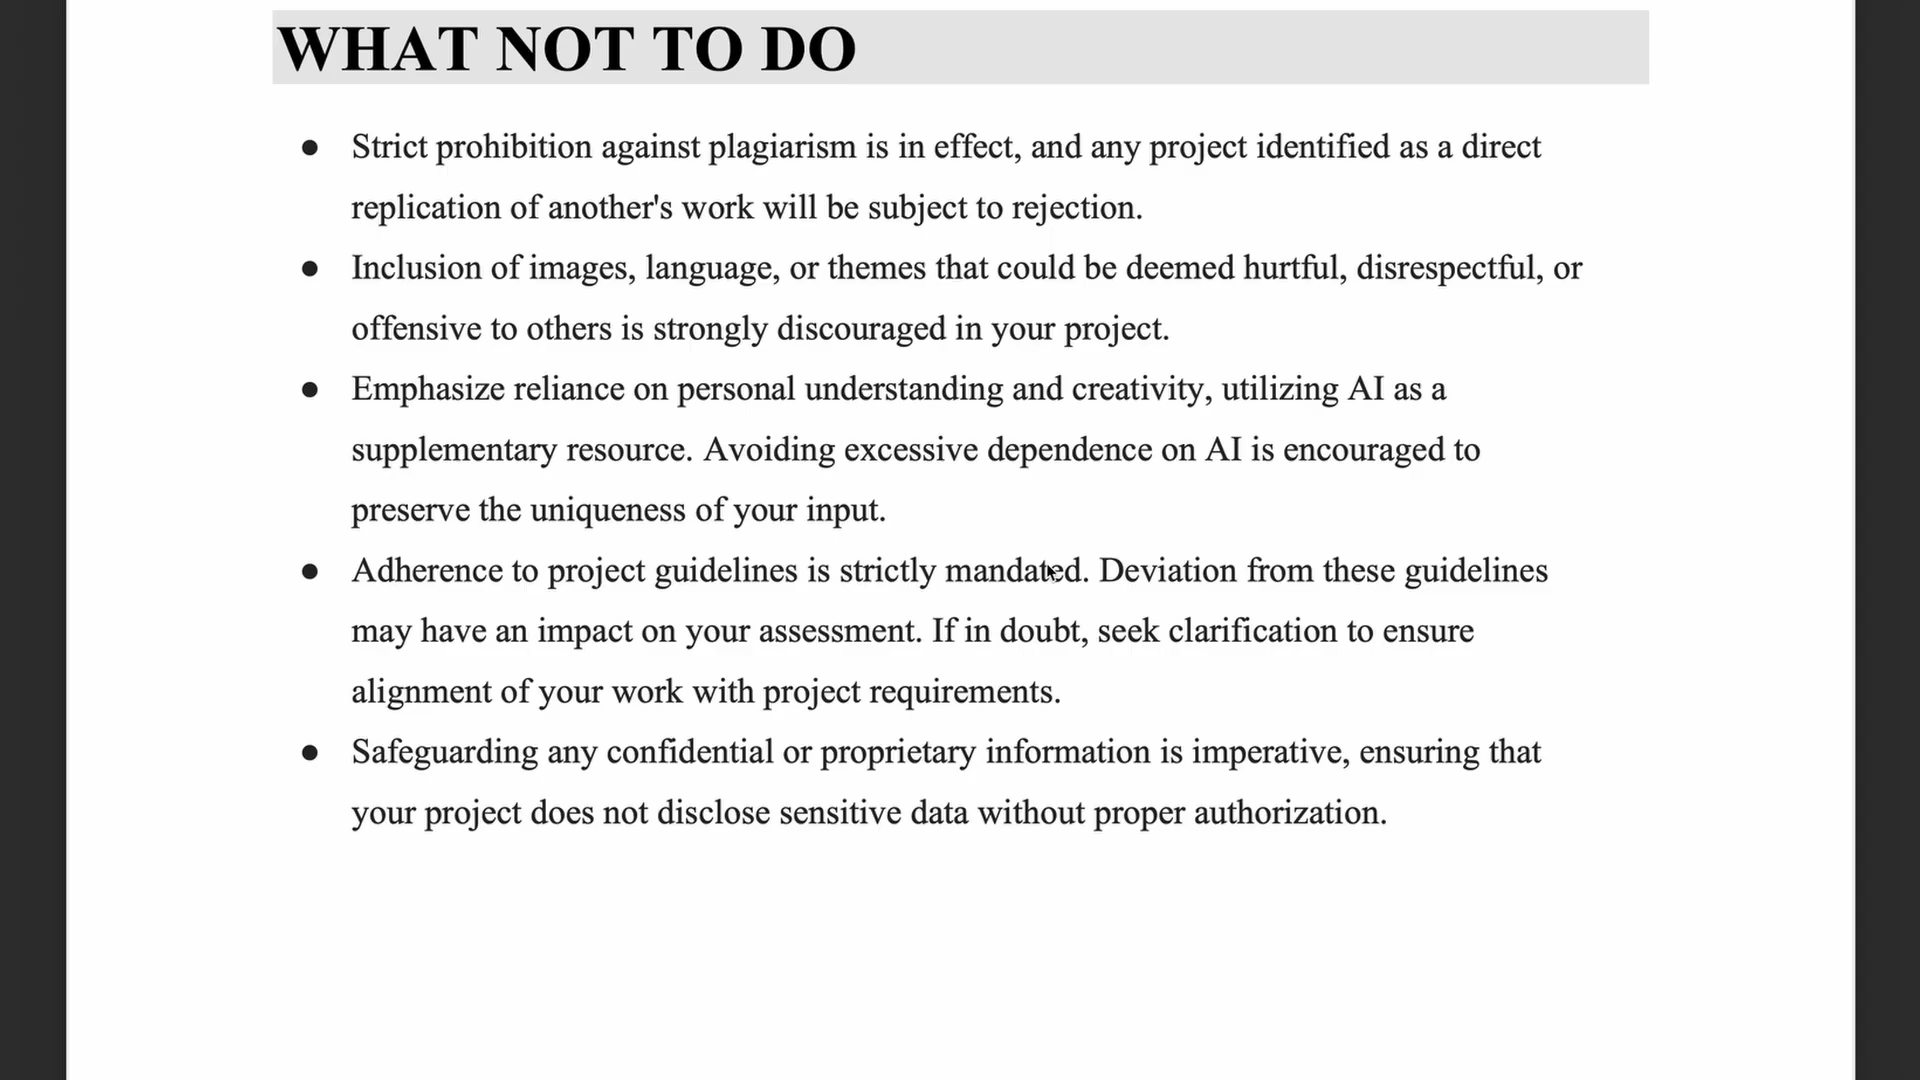 WHAT NOT TO DO
● Strict prohibition against plagiarism is in effect, and any project identified as a direct
replication of another's work will be subject to rejection.
● Inclusion of images, language, or themes that could be deemed hurtful, disrespectful, or
offensive to others is strongly discouraged in your project.
● Emphasize reliance on personal understanding and creativity, utilizing AI as a
supplementary resource. Avoiding excessive dependence on AI is encouraged to
preserve the uniqueness of your input.
● Adherence to project guidelines is strictly mandated. Deviation from these guidelines
may have an impact on your assessment. If in doubt, seek clarification to ensure
alignment of your work with project requirements.
● Safeguarding any confidential or proprietary information is imperative, ensuring that
your project does not disclose sensitive data without proper authorization.